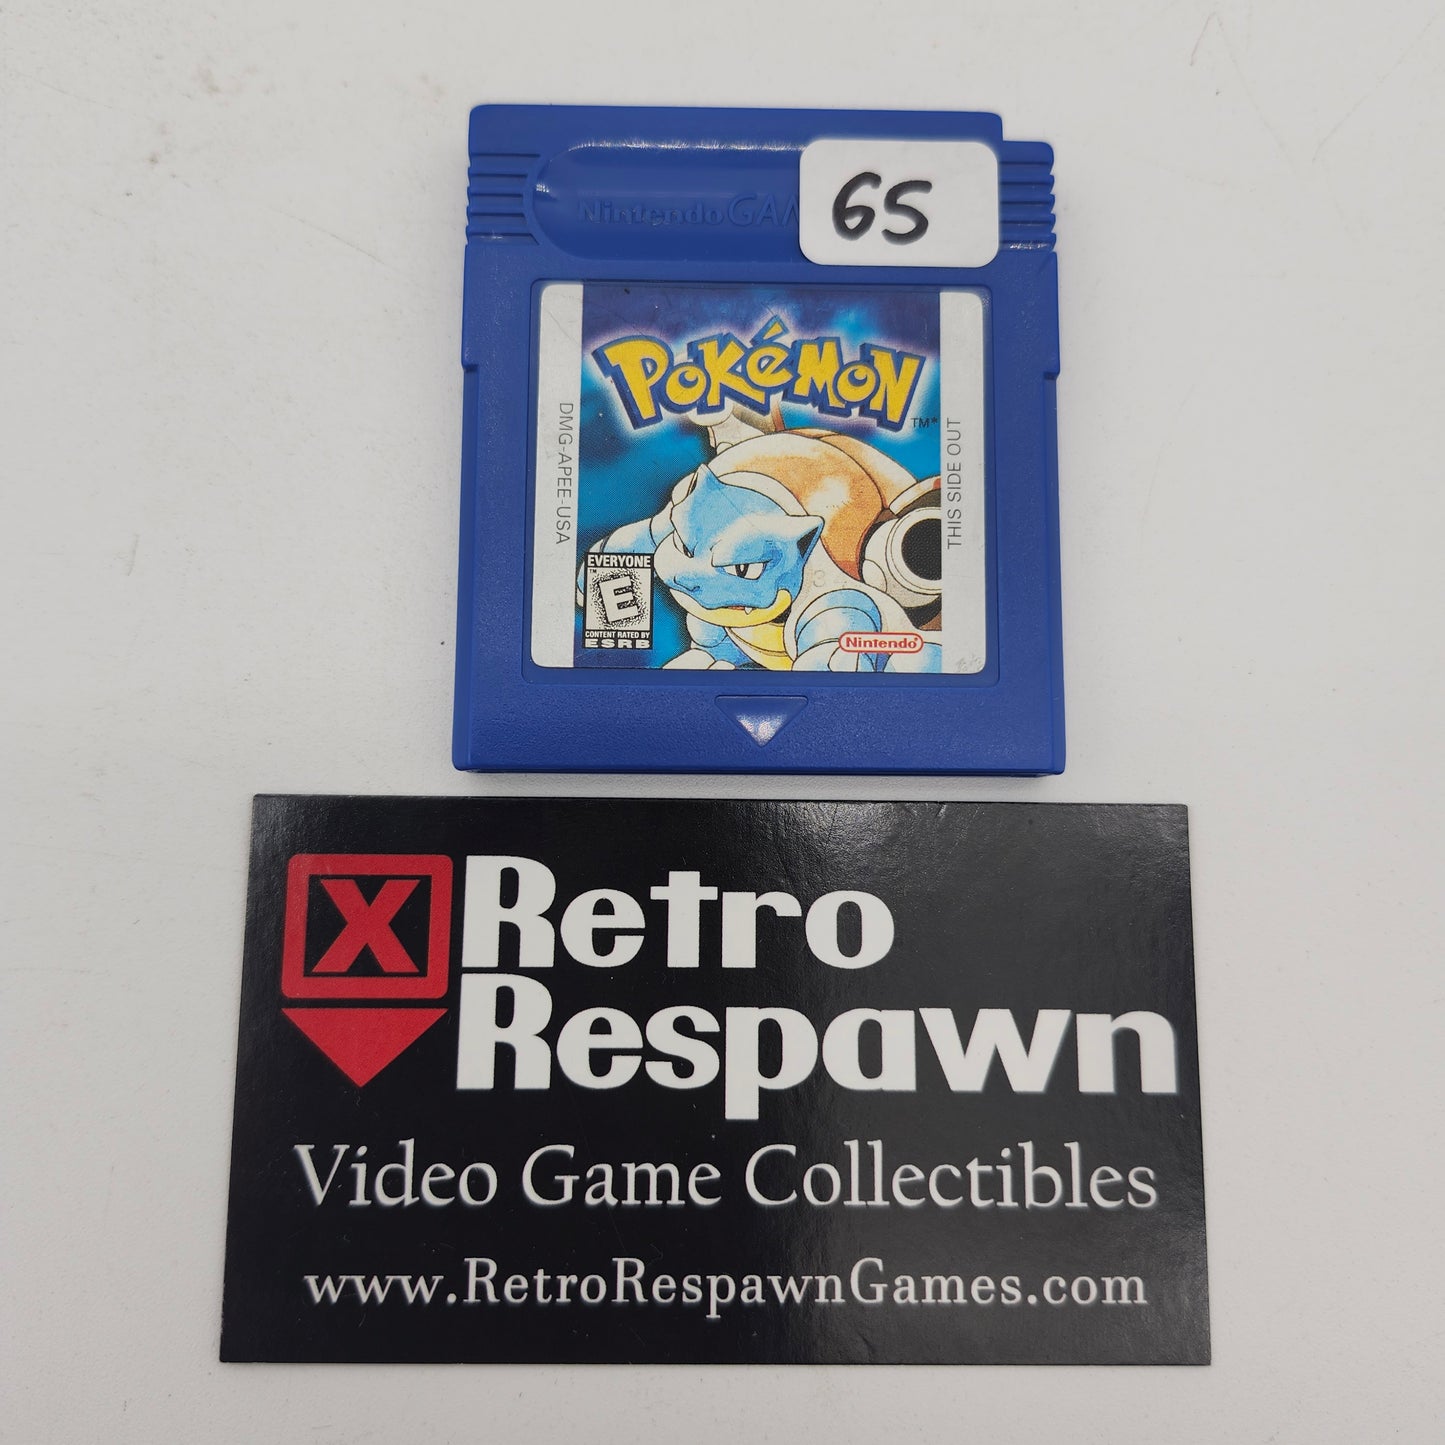 Nintendo GAM
65
POKéMON
TM*
DMG-APEE-USA
THIS SIDE OUT
EVERYONE
TM
E
CONTENT RATED BY
ESRB
Nintendo®
X
Retro
Respawn
Video Game Collectibles
www.RetroRespawnGames.com